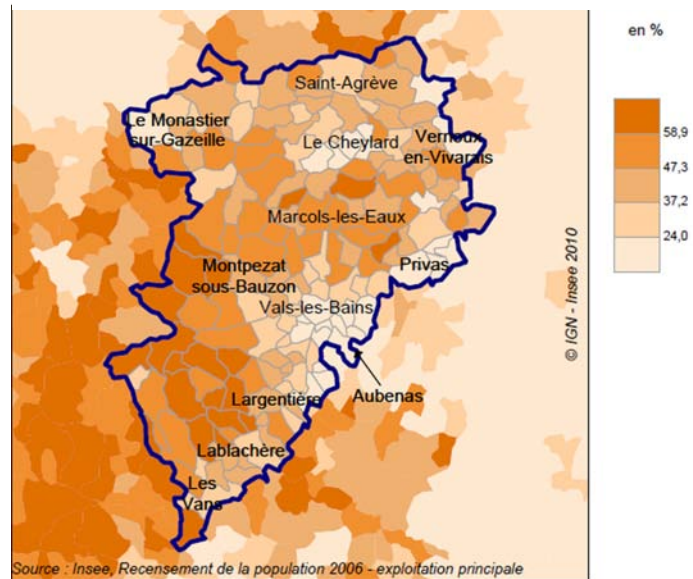 en %
58,9
47,3
37,2
24,0
Saint-Agrève
Le Monastier
sur-Gazeille
Le Cheylard
Vernoux
en-Vivarais
Marcols-les-Eaux
Privas
Montpezat
sous-Bauzon
Vals-les-Bains
Aubenas
Largentière
Lablachère
Les
Vans
© IGN - Insee 2010
Source : Insee, Recensement de la population 2006 - exploitation principale